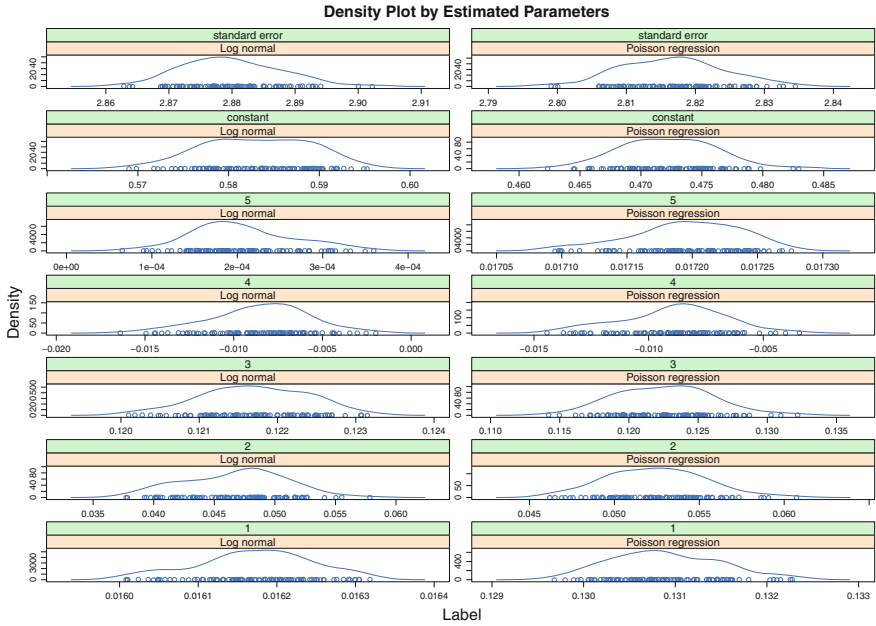 Density Plot by Estimated Parameters
standard error
Log normal
0 20 40
2.86 2.87 2.88 2.89 2.90 2.91
standard error
Poisson regression
0 20 40
2.79 2.80 2.81 2.82 2.83 2.84
constant
Log normal
0 20 40
0.57 0.58 0.59 0.60
constant
Poisson regression
0 40 80
0.460 0.465 0.470 0.475 0.480 0.485
5
Log normal
0 4000
0e+00 1e-04 2e-04 3e-04 4e-04
5
Poisson regression
0 4000
0.01705 0.01710 0.01715 0.01720 0.01725 0.01730
4
Log normal
0 50 150
-0.020 -0.015 -0.010 -0.005 0.000
4
Poisson regression
0 100
-0.015 -0.010 -0.005
3
Log normal
0 200 500
0.120 0.121 0.122 0.123 0.124
3
Poisson regression
0 40 80
0.110 0.115 0.120 0.125 0.130 0.135
2
Log normal
0 40 80
0.035 0.040 0.045 0.050 0.055 0.060
2
Poisson regression
0 50
0.045 0.050 0.055 0.060
1
Log normal
0 3000
0.0160 0.0161 0.0162 0.0163 0.0164
1
Poisson regression
0 400
0.129 0.130 0.131 0.132 0.133
Density
Label